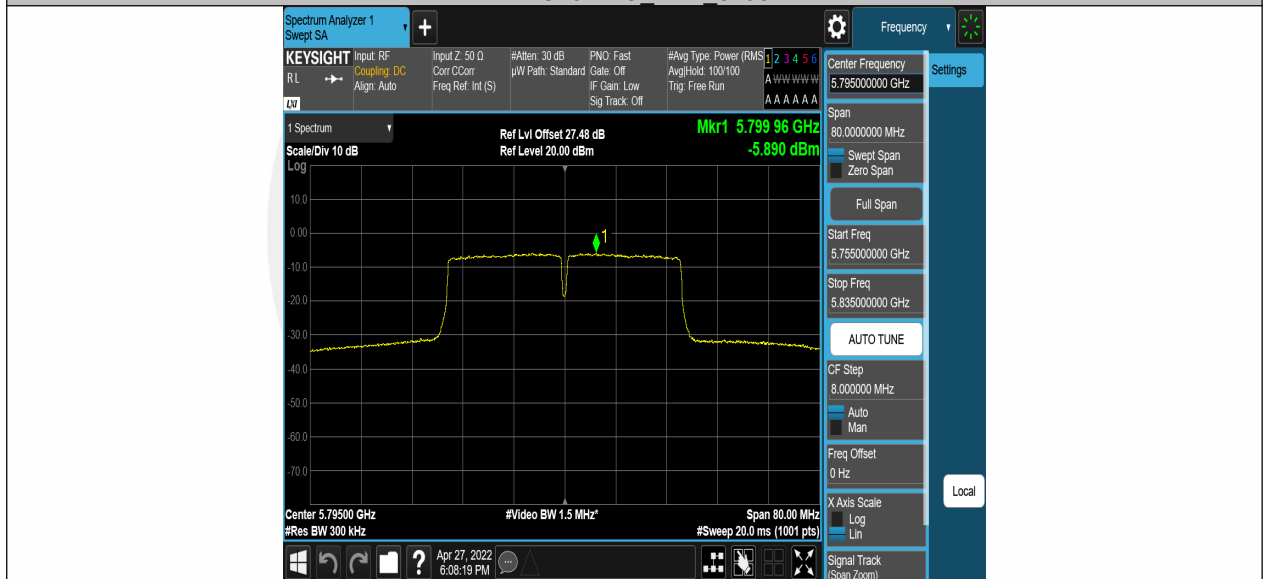 Spectrum Analyzer 1
Swept SA
+
Frequency
KEYSIGHT
RL
LXI
Input: RF
Coupling: DC
Align: Auto
Input Z: 50 Ω
Corr CCorr
Freq Ref: Int (S)
#Atten: 30 dB
µW Path: Standard
PNO: Fast
Gate: Off
IF Gain: Low
Sig Track: Off
#Avg Type: Power (RMS
Avg|Hold: 100/100
Trig: Free Run
1 2 3 4 5 6
A W W W W W
A A A A A A
1 Spectrum
Scale/Div 10 dB
Log
Ref Lvl Offset 27.48 dB
Ref Level 20.00 dBm
Mkr1 5.799 96 GHz
-5.890 dBm
10.0
0.00
-10.0
-20.0
-30.0
-40.0
-50.0
-60.0
-70.0
1
Center 5.79500 GHz
#Res BW 300 kHz
#Video BW 1.5 MHz*
Span 80.00 MHz
#Sweep 20.0 ms (1001 pts)
Center Frequency
5.795000000 GHz
Settings
Span
80.0000000 MHz
Swept Span
Zero Span
Full Span
Start Freq
5.755000000 GHz
Stop Freq
5.835000000 GHz
AUTO TUNE
CF Step
8.000000 MHz
Auto
Man
Freq Offset
0 Hz
Local
X Axis Scale
Log
Lin
Signal Track
(Span Zoom)
?
Apr 27, 2022
6:08:19 PM